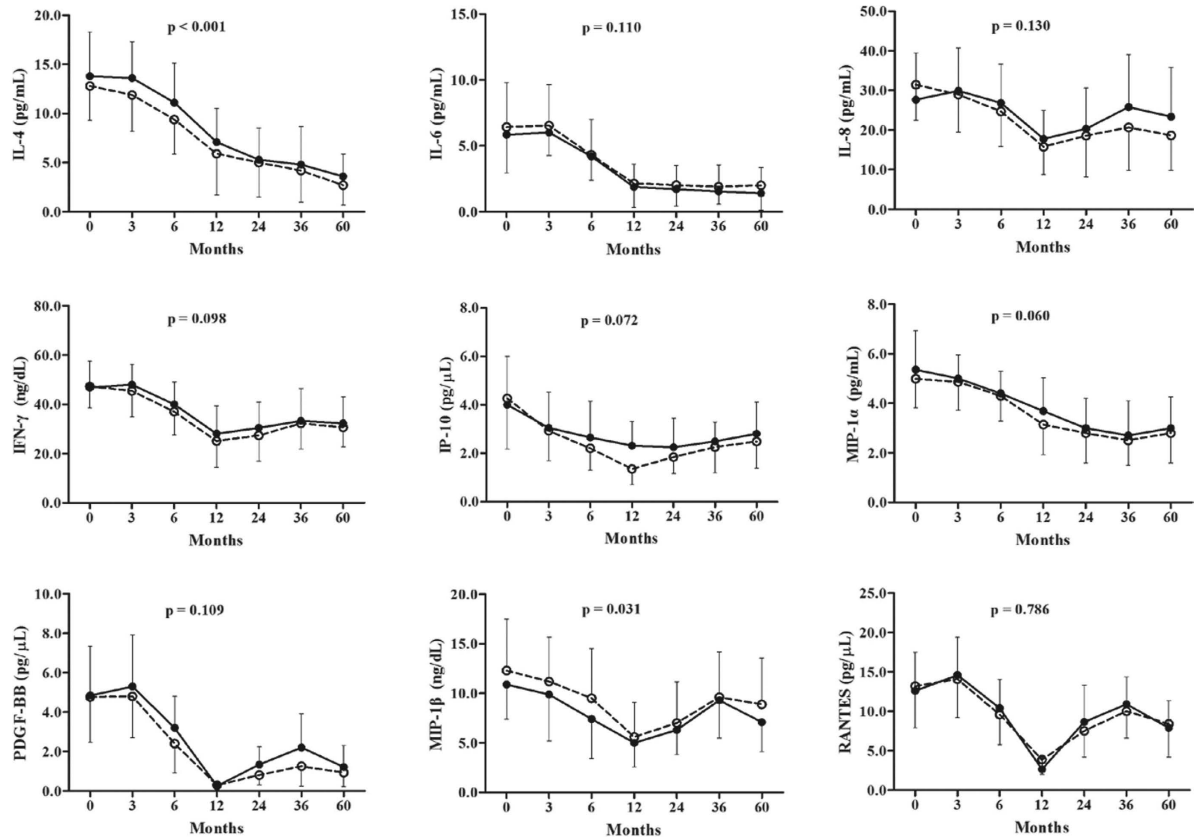 20.0
15.0
10.0
5.0
0.0
IL-4 (pg/mL)
p < 0.001
0 3 6 12 24 36 60
Months
15.0
10.0
5.0
0.0
IL-6 (pg/mL)
p = 0.110
0 3 6 12 24 36 60
Months
50.0
40.0
30.0
20.0
10.0
0.0
IL-8 (pg/mL)
p = 0.130
0 3 6 12 24 36 60
Months
80.0
60.0
40.0
20.0
0.0
IFN-γ (ng/dL)
p = 0.098
0 3 6 12 24 36 60
Months
8.0
6.0
4.0
2.0
0.0
IP-10 (pg/μL)
p = 0.072
0 3 6 12 24 36 60
Months
8.0
6.0
4.0
2.0
0.0
MIP-1α (pg/mL)
p = 0.060
0 3 6 12 24 36 60
Months
10.0
8.0
6.0
4.0
2.0
0.0
PDGF-BB (pg/μL)
p = 0.109
0 3 6 12 24 36 60
Months
20.0
15.0
10.0
5.0
0.0
MIP-1β (ng/dL)
p = 0.031
0 3 6 12 24 36 60
Months
25.0
20.0
15.0
10.0
5.0
0.0
RANTES (pg/μL)
p = 0.786
0 3 6 12 24 36 60
Months